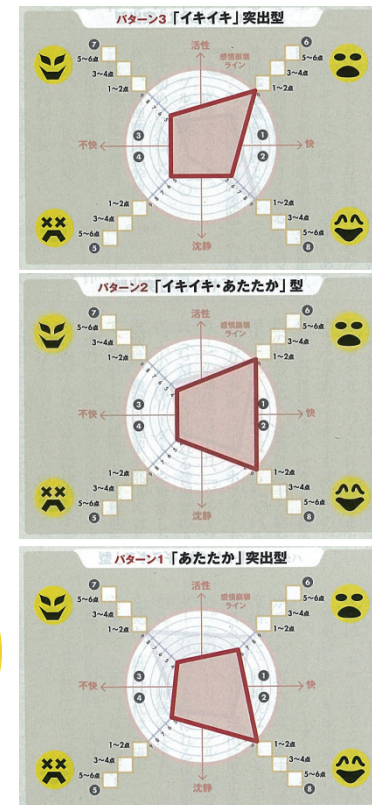 パターン3「イキイキ」突出型
7
活性
6
5〜6点
感情崩壊
ライン
5〜6点
3〜4点
3〜4点
1〜2点
1〜2点
3
1
不快
快
4
2
1〜2点
1〜2点
3〜4点
3〜4点
5〜6点
5〜6点
5
沈静
8
パターン2「イキイキ・あたたか」型
7
活性
6
5〜6点
感情崩壊
ライン
5〜6点
3〜4点
3〜4点
1〜2点
1〜2点
3
1
不快
快
4
2
1〜2点
1〜2点
3〜4点
3〜4点
5〜6点
5〜6点
5
沈静
8
パターン1「あたたか」突出型
7
活性
6
5〜6点
感情崩壊
ライン
5〜6点
3〜4点
3〜4点
1〜2点
1〜2点
3
1
不快
快
4
2
1〜2点
1〜2点
3〜4点
3〜4点
5〜6点
5〜6点
5
沈静
8